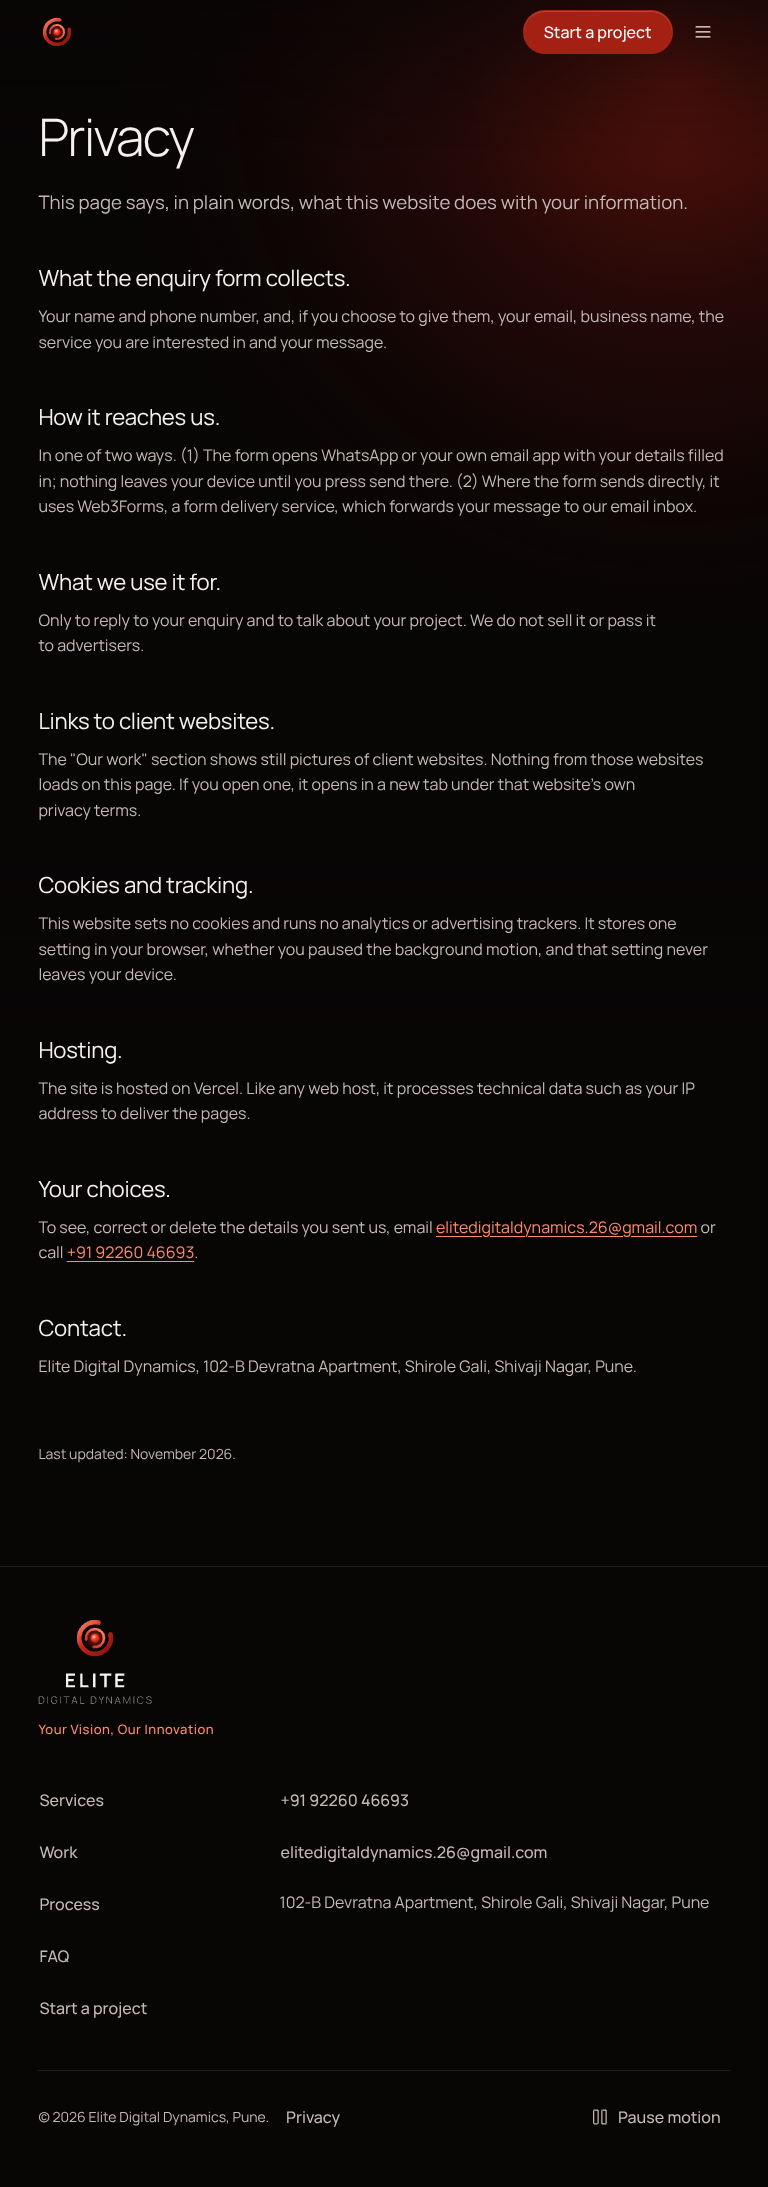 Start a project
Privacy
This page says, in plain words, what this website does with your information.
What the enquiry form collects.
Your name and phone number, and, if you choose to give them, your email, business name, the
service you are interested in and your message.
How it reaches us.
In one of two ways. (1) The form opens WhatsApp or your own email app with your details filled
in; nothing leaves your device until you press send there. (2) Where the form sends directly, it
uses Web3Forms, a form delivery service, which forwards your message to our email inbox.
What we use it for.
Only to reply to your enquiry and to talk about your project. We do not sell it or pass it
to advertisers.
Links to client websites.
The "Our work" section shows still pictures of client websites. Nothing from those websites
loads on this page. If you open one, it opens in a new tab under that website's own
privacy terms.
Cookies and tracking.
This website sets no cookies and runs no analytics or advertising trackers. It stores one
setting in your browser, whether you paused the background motion, and that setting never
leaves your device.
Hosting.
The site is hosted on Vercel. Like any web host, it processes technical data such as your IP
address to deliver the pages.
Your choices.
To see, correct or delete the details you sent us, email elitedigitaldynamics.26@gmail.com or
call +91 92260 46693.
Contact.
Elite Digital Dynamics, 102-B Devratna Apartment, Shirole Gali, Shivaji Nagar, Pune.
Last updated: November 2026.
ELITE
DIGITAL DYNAMICS
Your Vision, Our Innovation
Services
Work
Process
FAQ
Start a project
+91 92260 46693
elitedigitaldynamics.26@gmail.com
102-B Devratna Apartment, Shirole Gali, Shivaji Nagar, Pune
© 2026 Elite Digital Dynamics, Pune.
Privacy
Pause motion